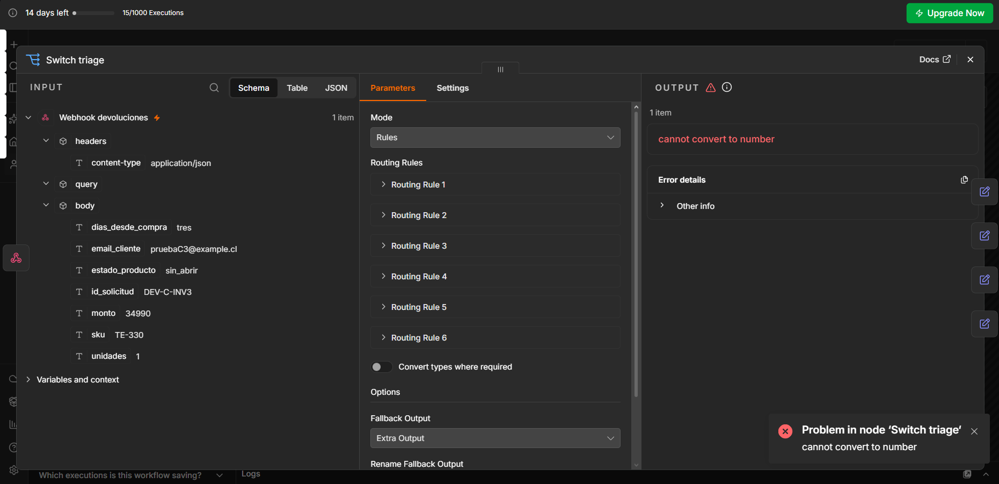 14 days left
15/1000 Executions
Upgrade Now
Switch triage
Docs
INPUT
Schema
Table
JSON
Parameters
Settings
OUTPUT
Webhook devoluciones
1 item
headers
content-type application/json
query
body
dias_desde_compra tres
email_cliente pruebaC3@example.cl
estado_producto sin_abrir
id_solicitud DEV-C-INV3
monto 34990
sku TE-330
unidades 1
Variables and context
Mode
Rules
Routing Rules
Routing Rule 1
Routing Rule 2
Routing Rule 3
Routing Rule 4
Routing Rule 5
Routing Rule 6
Convert types where required
Options
Fallback Output
Extra Output
Rename Fallback Output
1 item
cannot convert to number
Error details
Other info
Problem in node ‘Switch triage‘
cannot convert to number
Which executions is this workflow saving?
Logs